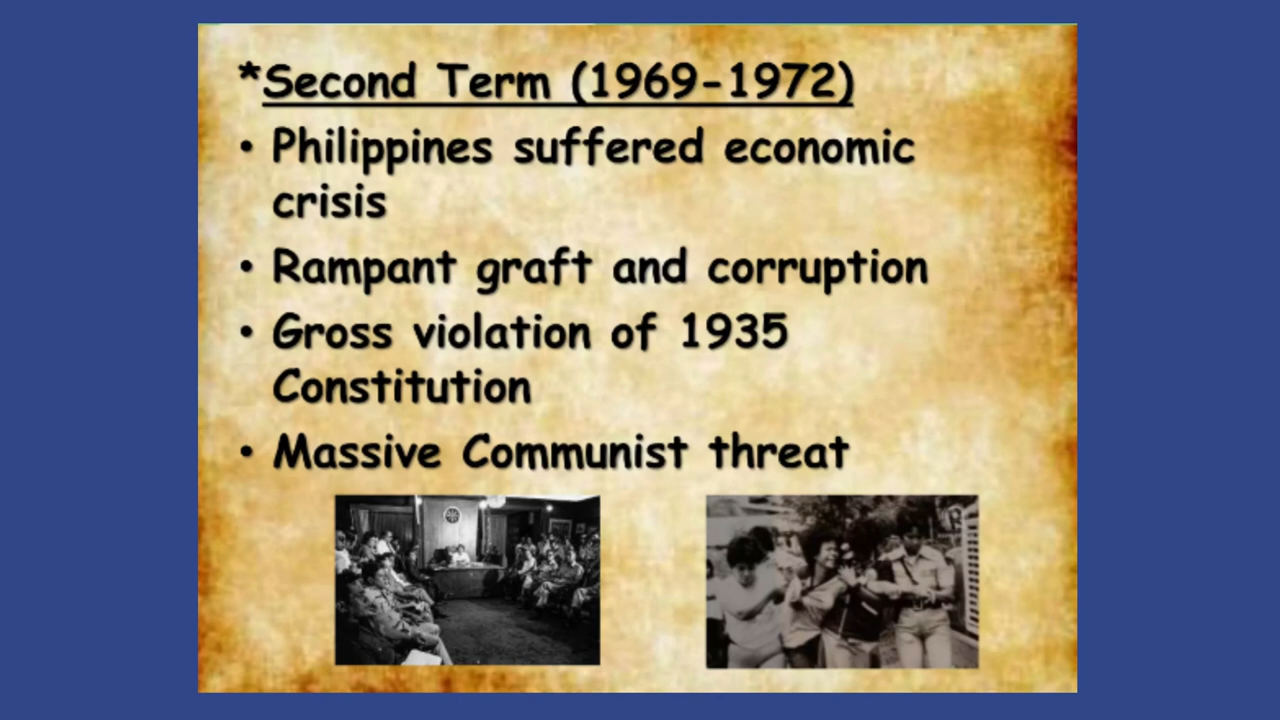 *Second Term (1969-1972)
• Philippines suffered economic
crisis
• Rampant graft and corruption
• Gross violation of 1935
Constitution
• Massive Communist threat